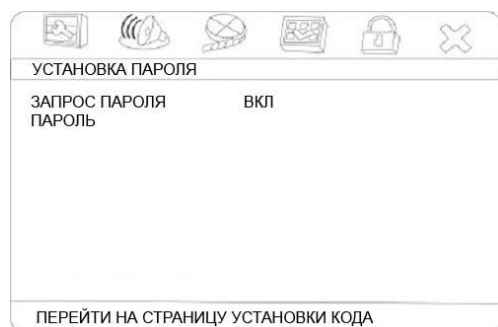 УСТАНОВКА ПАРОЛЯ
ЗАПРОС ПАРОЛЯ ВКЛ
ПАРОЛЬ
ПЕРЕЙТИ НА СТРАНИЦУ УСТАНОВКИ КОДА